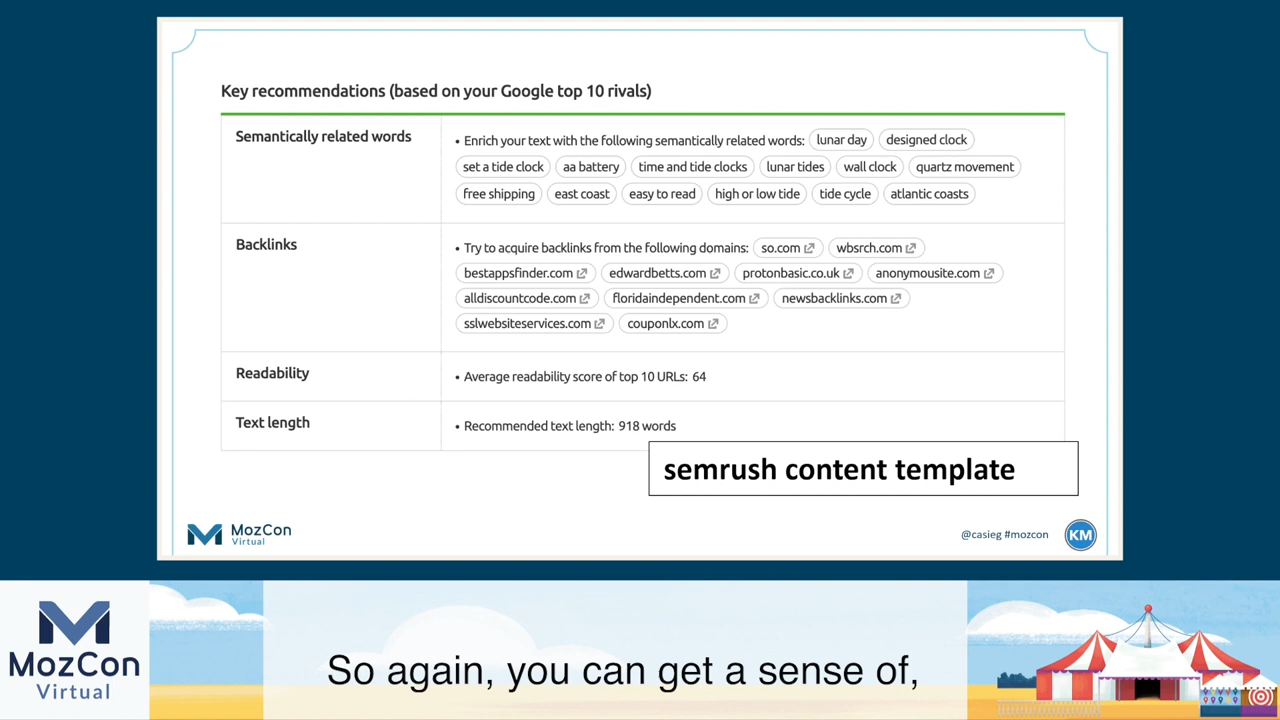 Key recommendations (based on your Google top 10 rivals)
Semantically related words
• Enrich your text with the following semantically related words: lunar day designed clock
set a tide clock aa battery time and tide clocks lunar tides wall clock quartz movement
free shipping east coast easy to read high or low tide tide cycle atlantic coasts
Backlinks
• Try to acquire backlinks from the following domains: so.com wbsrch.com
bestappsfinder.com edwardbetts.com protonbasic.co.uk anonymousite.com
alldiscountcode.com floridaindependent.com newsbacklinks.com
sslwebsiteservices.com couponlx.com
Readability
• Average readability score of top 10 URLs: 64
Text length
• Recommended text length: 918 words
semrush content template
MozCon
Virtual
@casieg #mozcon
KM
MozCon
Virtual
So again, you can get a sense of,